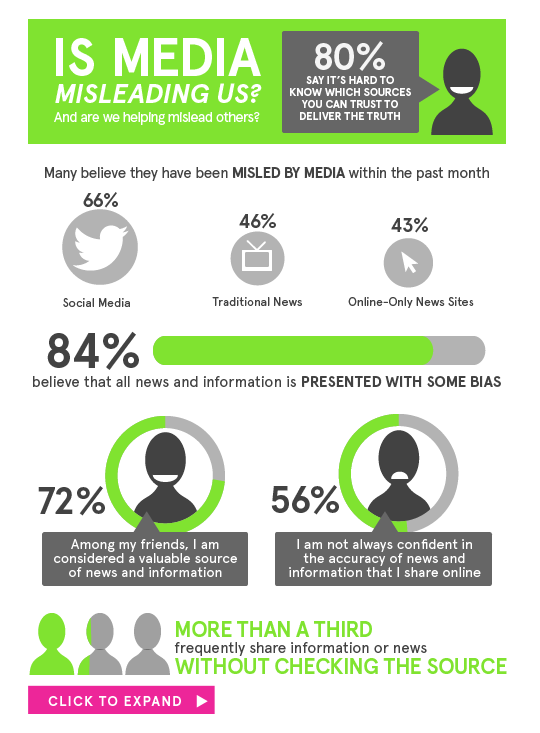 IS MEDIA
MISLEADING US?
And are we helping mislead others?
80%
SAY IT'S HARD TO
KNOW WHICH SOURCES
YOU CAN TRUST TO
DELIVER THE TRUTH
Many believe they have been MISLED BY MEDIA within the past month
66%
Social Media
46%
Traditional News
43%
Online-Only News Sites
84%
believe that all news and information is PRESENTED WITH SOME BIAS
72%
Among my friends, I am
considered a valuable source
of news and information
56%
I am not always confident in
the accuracy of news and
information that I share online
MORE THAN A THIRD
frequently share information or news
WITHOUT CHECKING THE SOURCE
CLICK TO EXPAND